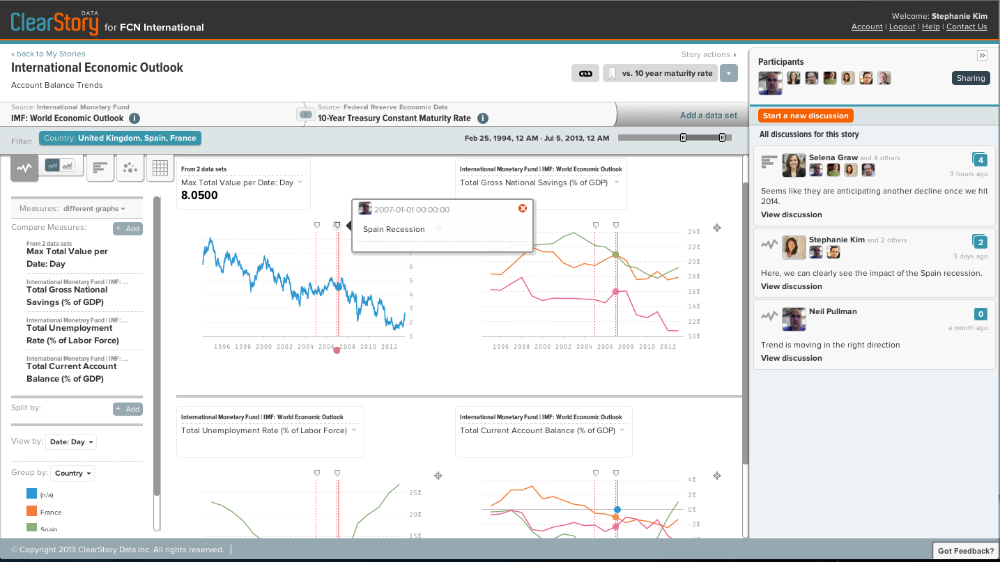 ClearStory DATA for FCN International
Welcome: Stephanie Kim
Account | Logout | Help | Contact Us
« back to My Stories
International Economic Outlook
Account Balance Trends
Story actions
vs. 10 year maturity rate
Source: International Monetary Fund
IMF: World Economic Outlook i
Source: Federal Reserve Economic Data
10-Year Treasury Constant Maturity Rate i
Add a data set
Filter: Country: United Kingdom, Spain, France
Feb 25, 1994, 12 AM - Jul 5, 2013, 12 AM
Measures: different graphs
Compare Measures: + Add
From 2 data sets
Max Total Value per
Date: Day
International Monetary Fund | IMF: ...
Total Gross National
Savings (% of GDP)
International Monetary Fund | IMF: ...
Total Unemployment
Rate (% of Labor Force)
International Monetary Fund | IMF: ...
Total Current Account
Balance (% of GDP)
Split by: + Add
View by: Date: Day
Group by: Country
(n/a)
France
Spain
From 2 data sets
Max Total Value per Date: Day
8.0500
2007-01-01 00:00:00
Spain Recession
7
6
5
4
3
2
1
1996 1998 2000 2002 2004 2006 2008 2010 2012
International Monetary Fund | IMF: World Economic Outlook
Total Gross National Savings (% of GDP)
24%
22%
20%
18%
16%
14%
12%
10%
1996 1998 2000 2002 2004 2006 2008 2010 2012
International Monetary Fund | IMF: World Economic Outlook
Total Unemployment Rate (% of Labor Force)
25%
20%
15%
International Monetary Fund | IMF: World Economic Outlook
Total Current Account Balance (% of GDP)
4%
2%
0%
-2%
Participants
Sharing
Start a new discussion
All discussions for this story
Selena Graw and 4 others
4
3 hours ago
Seems like they are anticipating another decline once we hit
2014.
View discussion
Stephanie Kim and 2 others
2
3 days ago
Here, we can clearly see the impact of the Spain recession.
View discussion
Neil Pullman
0
a month ago
Trend is moving in the right direction
View discussion
© Copyright 2013 ClearStory Data Inc. All rights reserved.
Got Feedback?